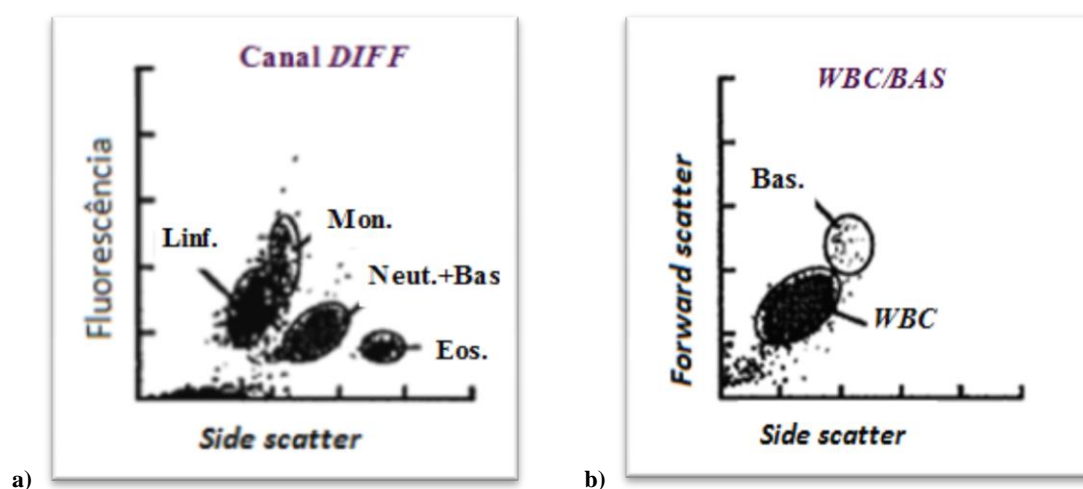 Canal DIFF
Fluorescência
Linf.
Mon.
Neut.+Bas
Eos.
Side scatter
a)
WBC/BAS
Forward scatter
Bas.
WBC
Side scatter
b)